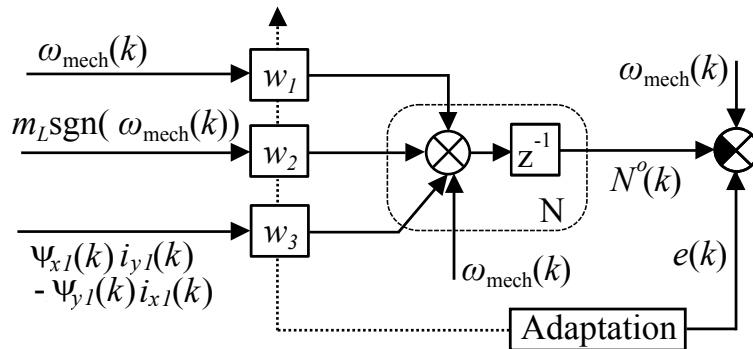 ω_mech(k)
w_1
ω_mech(k)
m_L sgn( ω_mech(k))
w_2
z^-1
N^o(k)
N
w_3
Ψ_x1(k) i_y1(k)
- Ψ_y1(k) i_x1(k)
ω_mech(k)
e(k)
Adaptation